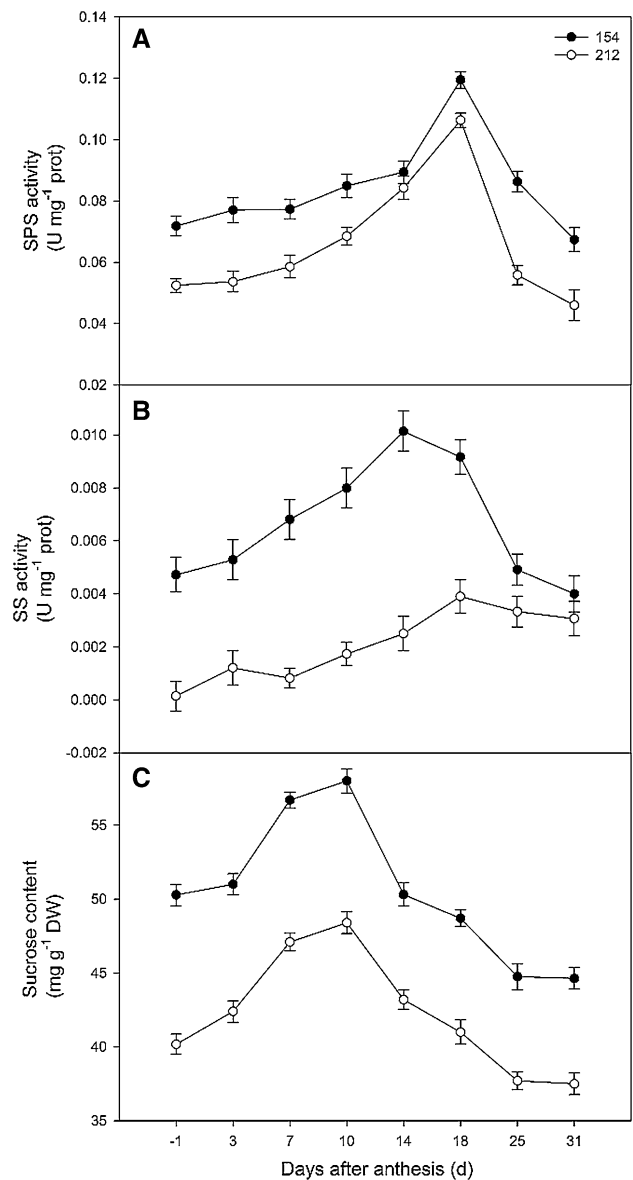 A
154
212
0.14
0.12
0.10
0.08
0.06
0.04
0.02
SPS activity
(U mg⁻¹ prot)
B
0.010
0.008
0.006
0.004
0.002
0.000
-0.002
SS activity
(U mg⁻¹ prot)
C
55
50
45
40
35
Sucrose content
(mg g⁻¹ DW)
-1 3 7 10 14 18 25 31
Days after anthesis (d)